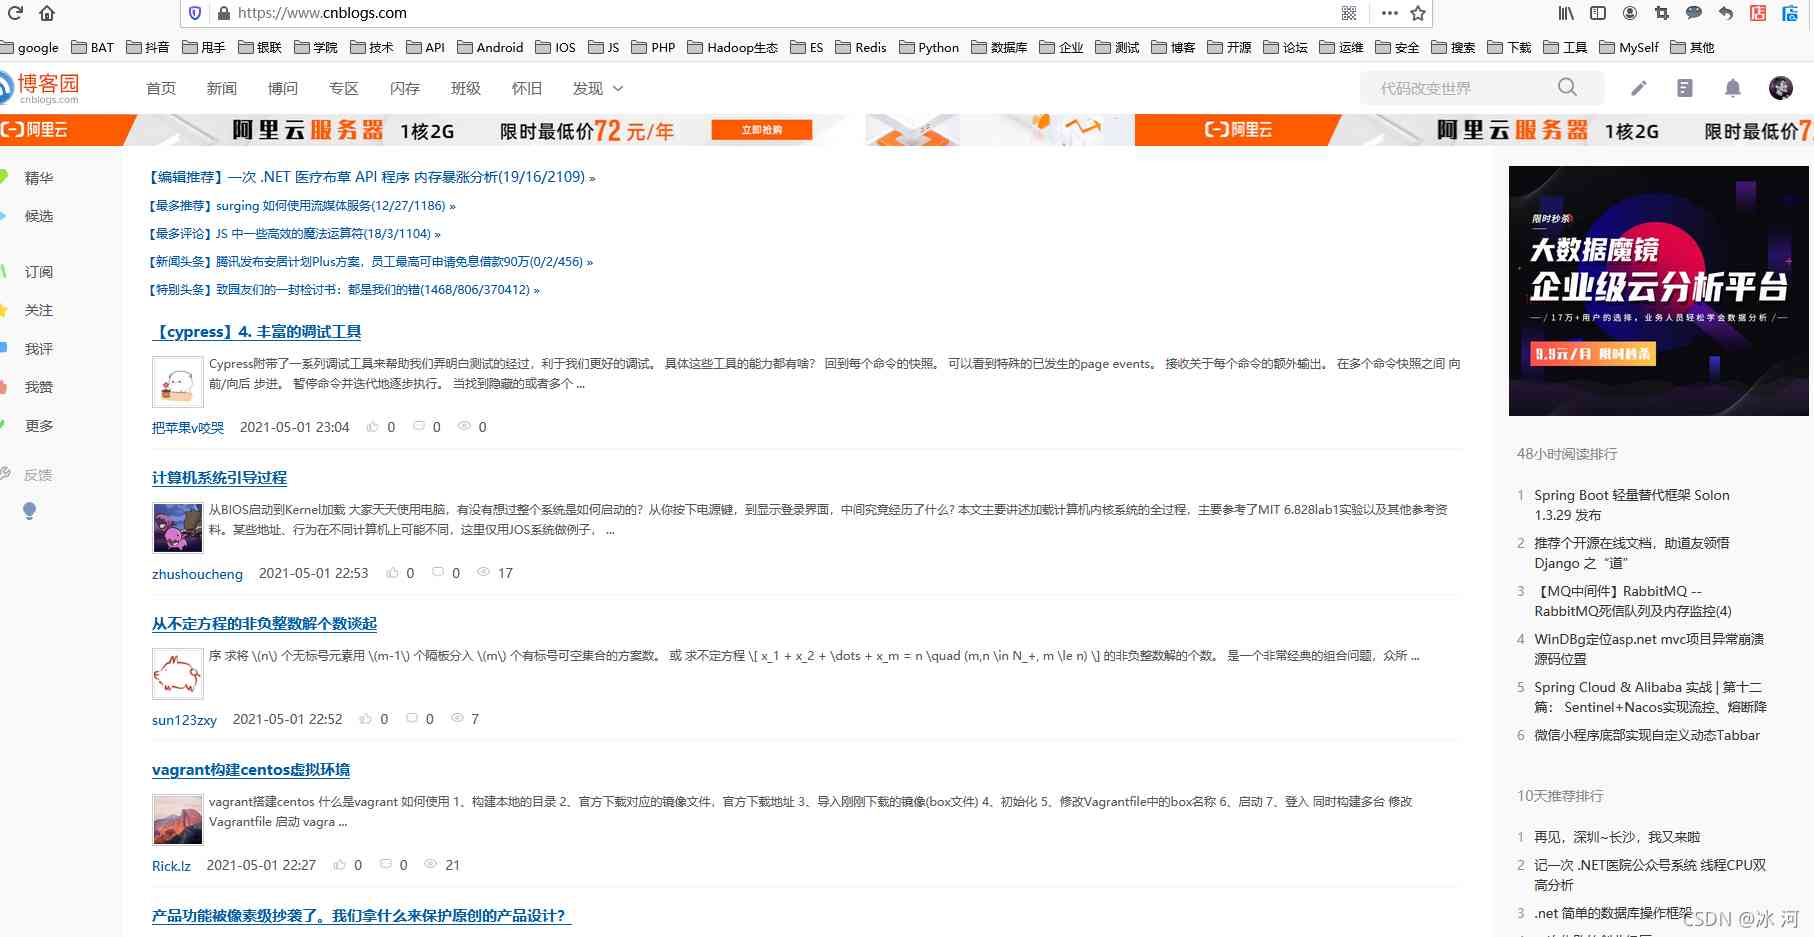 https://www.cnblogs.com
google BAT 抖音 甩手 银联 学院 技术 API Android IOS JS PHP Hadoop生态 ES Redis Python 数据库 企业 测试 博客 开源 论坛 运维 安全 搜索 下载 工具 MySelf 其他
博客园
cnblogs.com
首页 新闻 博问 专区 闪存 班级 怀旧 发现
代码改变世界
阿里云 阿里云服务器 1核2G 限时最低价72元/年 立即抢购 阿里云 阿里云服务器 1核2G 限时最低价7
精华
候选
订阅
关注
我评
我赞
更多
反馈
【编辑推荐】一次 .NET 医疗布草 API 程序 内存暴涨分析(19/16/2109) »
【最多推荐】surging 如何使用流媒体服务(12/27/1186) »
【最多评论】JS 中一些高效的魔法运算符(18/3/1104) »
【新闻头条】腾讯发布安居计划Plus方案，员工最高可申请免息借款90万(0/2/456) »
【特别头条】致园友们的一封检讨书：都是我们的错(1468/806/370412) »
【cypress】4. 丰富的调试工具
Cypress附带了一系列调试工具来帮助我们弄明白测试的经过，利于我们更好的调试。 具体这些工具的能力都有啥？ 回到每个命令的快照。 可以看到特殊的已发生的page events。 接收关于每个命令的额外输出。 在多个命令快照之间 向
前/向后 步进。 暂停命令并迭代地逐步执行。 当找到隐藏的或者多个 ...
把苹果v咬哭 2021-05-01 23:04 0 0 0
计算机系统引导过程
从BIOS启动到Kernel加载 大家天天使用电脑，有没有想过整个系统是如何启动的？从你按下电源键，到显示登录界面，中间究竟经历了什么? 本文主要讲述加载计算机内核系统的全过程，主要参考了MIT 6.828lab1实验以及其他参考资
料。某些地址、行为在不同计算机上可能不同，这里仅用JOS系统做例子， ...
zhushoucheng 2021-05-01 22:53 0 0 17
从不定方程的非负整数解个数谈起
序 求将 \(n\) 个无标号元素用 \(m-1\) 个隔板分入 \(m\) 个有标号可空集合的方案数。 或 求不定方程 \[ x_1 + x_2 + \dots + x_m = n \quad (m,n \in N_+, m \le n) \] 的非负整数解的个数。 是一个非常经典的组合问题，众所 ...
sun123zxy 2021-05-01 22:52 0 0 7
vagrant构建centos虚拟环境
vagrant搭建centos 什么是vagrant 如何使用 1、构建本地的目录 2、官方下载对应的镜像文件，官方下载地址 3、导入刚刚下载的镜像(box文件) 4、初始化 5、修改Vagrantfile中的box名称 6、启动 7、登入 同时构建多台 修改
Vagrantfile 启动 vagra ...
Rick.lz 2021-05-01 22:27 0 0 21
产品功能被像素级抄袭了。我们拿什么来保护原创的产品设计？
限时秒杀
大数据魔镜
企业级云分析平台
17万+用户的选择，业务人员轻松学会数据分析
9.9元/月 限时秒杀
48小时阅读排行
1 Spring Boot 轻量替代框架 Solon
1.3.29 发布
2 推荐个开源在线文档，助道友领悟
Django 之“道”
3 【MQ中间件】RabbitMQ --
RabbitMQ死信队列及内存监控(4)
4 WinDBg定位asp.net mvc项目异常崩溃
源码位置
5 Spring Cloud & Alibaba 实战 | 第十二
篇： Sentinel+Nacos实现流控、熔断降
6 微信小程序底部实现自定义动态Tabbar
10天推荐排行
1 再见，深圳~长沙，我又来啦
2 记一次 .NET医院公众号系统 线程CPU双
高分析
3 .net 简单的数据库操作框架
CSDN @冰 河